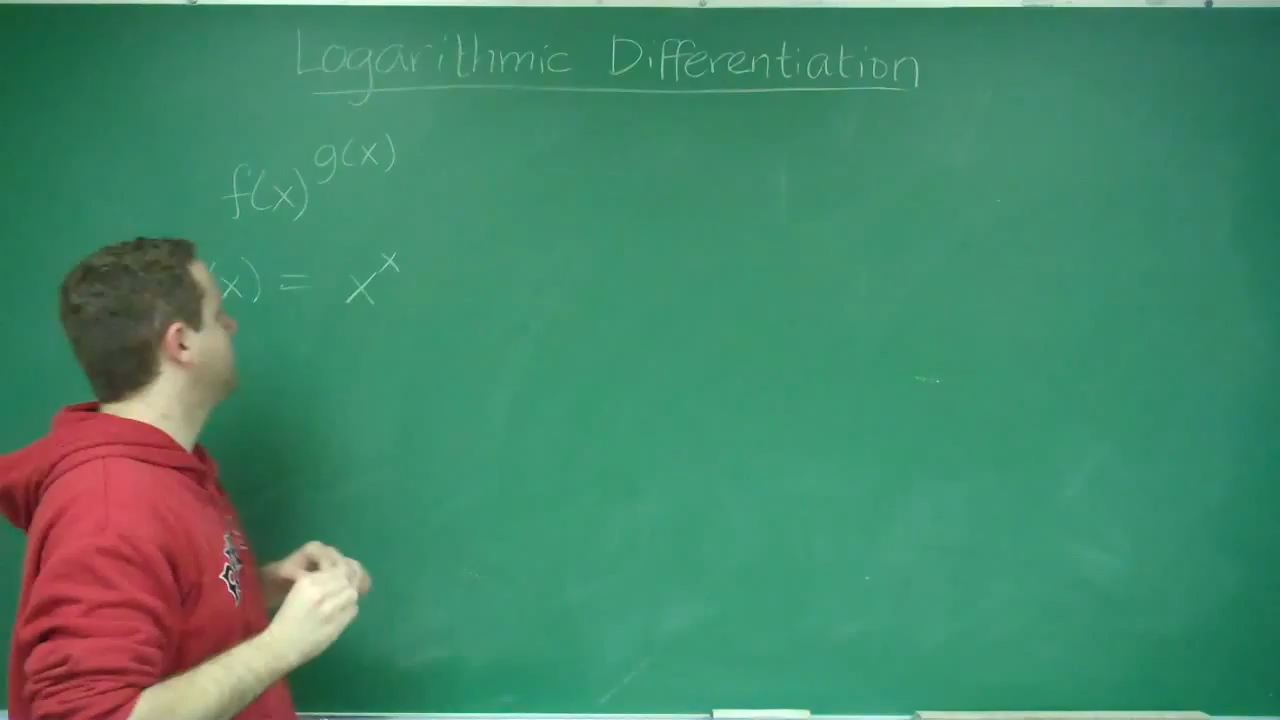 Logarithmic Differentiation
f(x)^g(x)
(x) = x^x